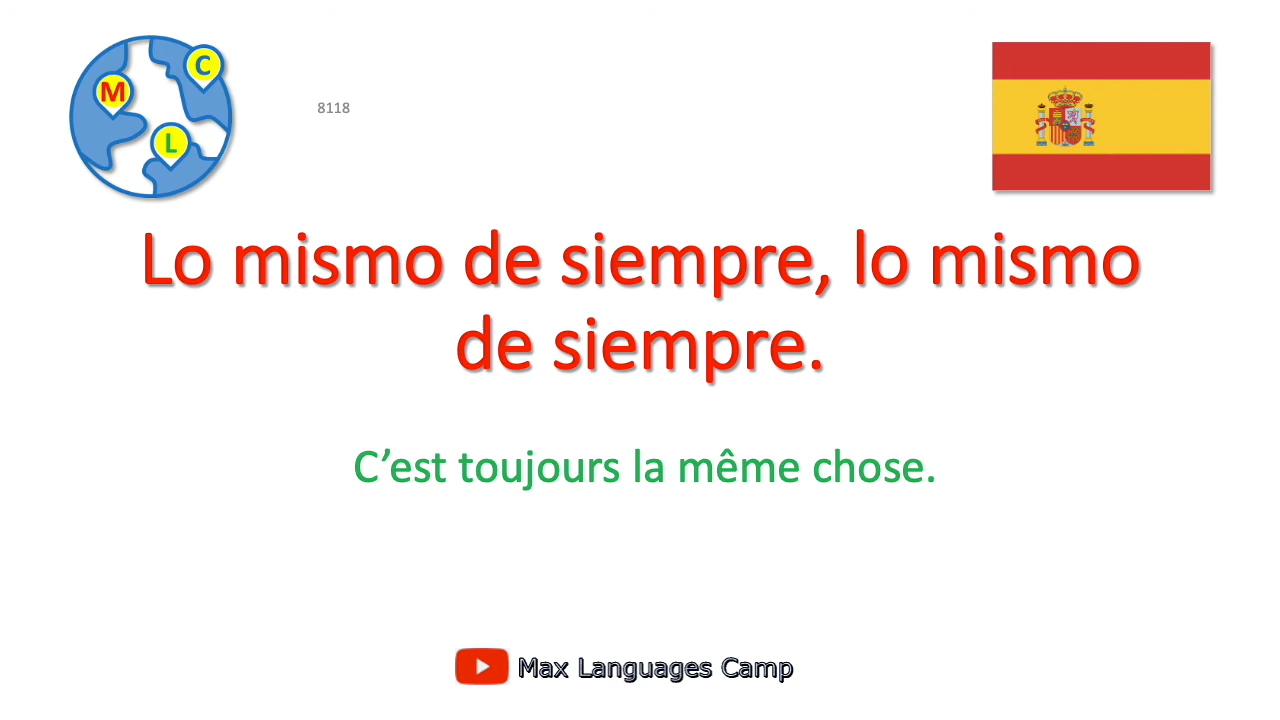 M
C
L
8118
Lo mismo de siempre, lo mismo
de siempre.
C’est toujours la même chose.
Max Languages Camp